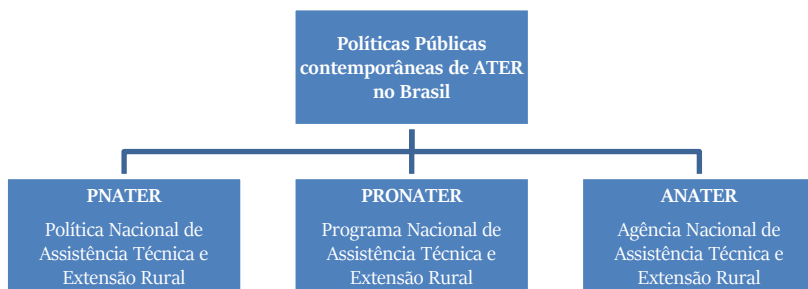 Políticas Públicas
contemporâneas de ATER
no Brasil
PNATER
Política Nacional de
Assistência Técnica e
Extensão Rural
PRONATER
Programa Nacional de
Assistência Técnica e
Extensão Rural
ANATER
Agência Nacional de
Assistência Técnica e
Extensão Rural